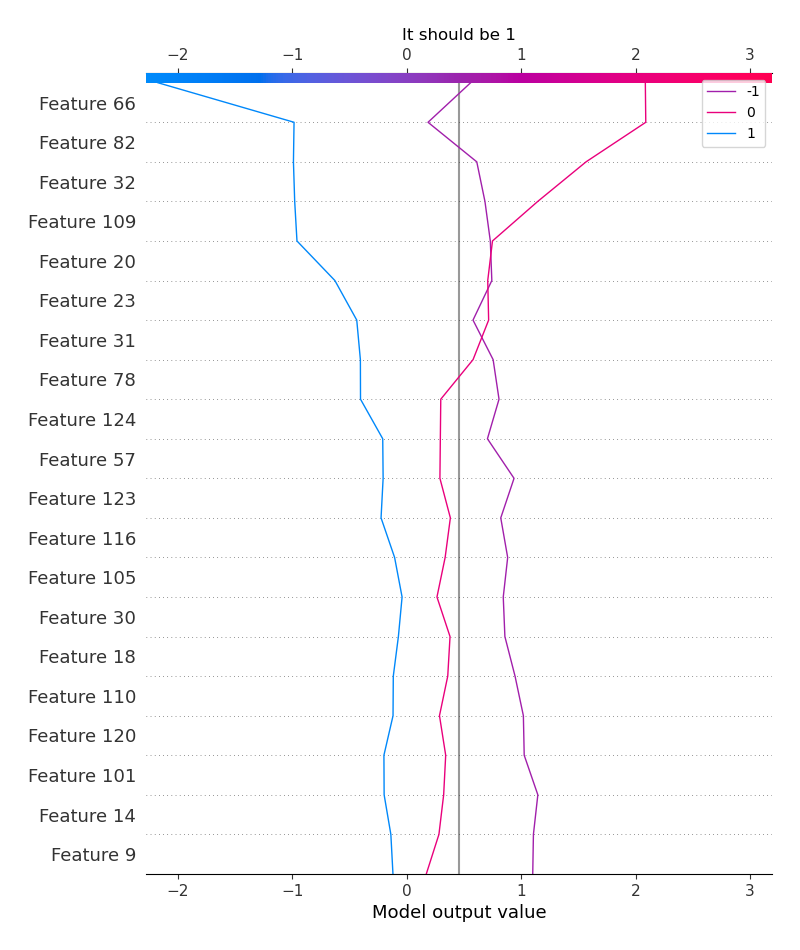 It should be 1
−2 −1 0 1 2 3
-1
0
1
Feature 66
Feature 82
Feature 32
Feature 109
Feature 20
Feature 23
Feature 31
Feature 78
Feature 124
Feature 57
Feature 123
Feature 116
Feature 105
Feature 30
Feature 18
Feature 110
Feature 120
Feature 101
Feature 14
Feature 9
−2 −1 0 1 2 3
Model output value